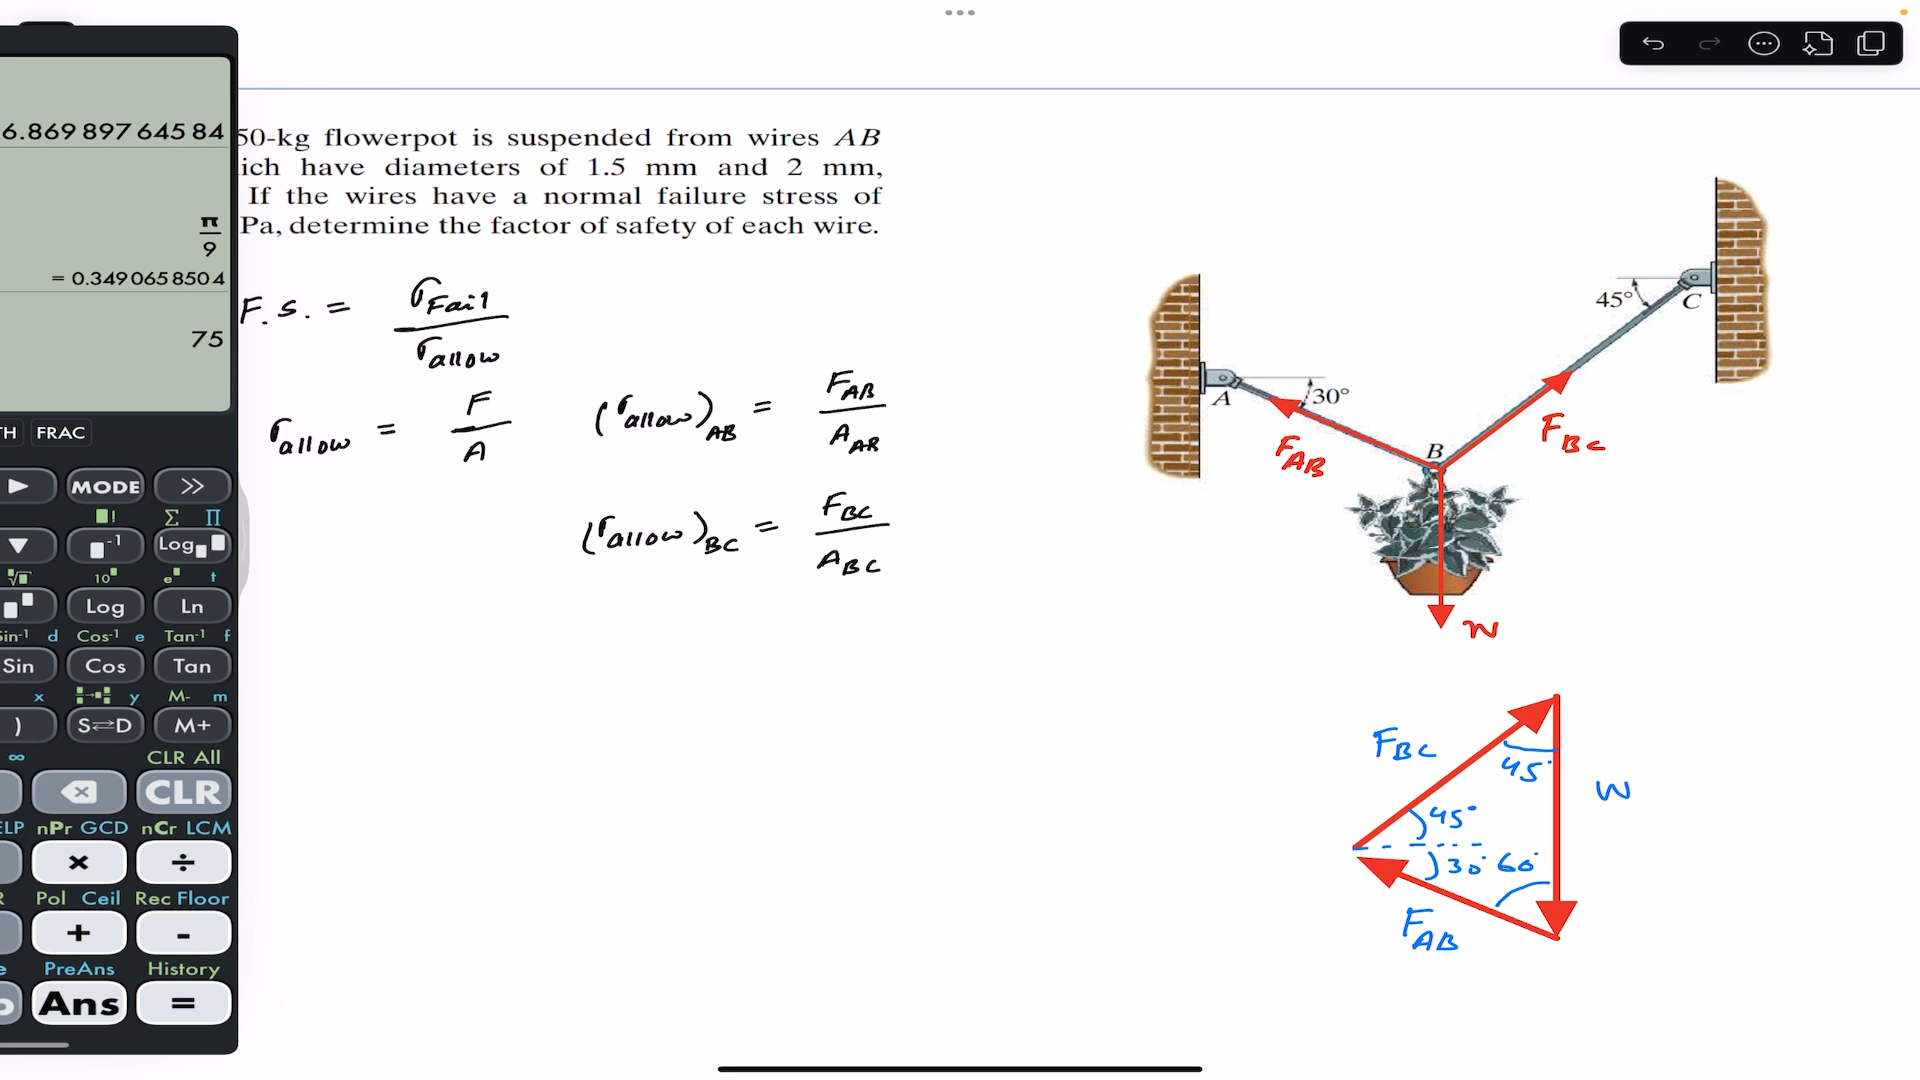 6.869 897 645 84
π
9
= 0.349 065 850 4
75
FRAC
MODE
Σ Π
-1 Log
10 e t
Log Ln
Sin-1 d Cos-1 e Tan-1 f
Sin Cos Tan
x y M- m
) S⇄D M+
∞ CLR All
CLR
nPr GCD nCr LCM
× ÷
Pol Ceil Rec Floor
+ -
PreAns History
Ans =
50-kg flowerpot is suspended from wires AB
ich have diameters of 1.5 mm and 2 mm,
If the wires have a normal failure stress of
Pa, determine the factor of safety of each wire.
F.S. = σFail
σallow
σallow = F
A
(σallow)AB = FAB
AAB
(σallow)BC = FBC
ABC
45° C
A 30°
FAB
B
FBC
W
FBC
45°
W
45°
30° 60°
FAB